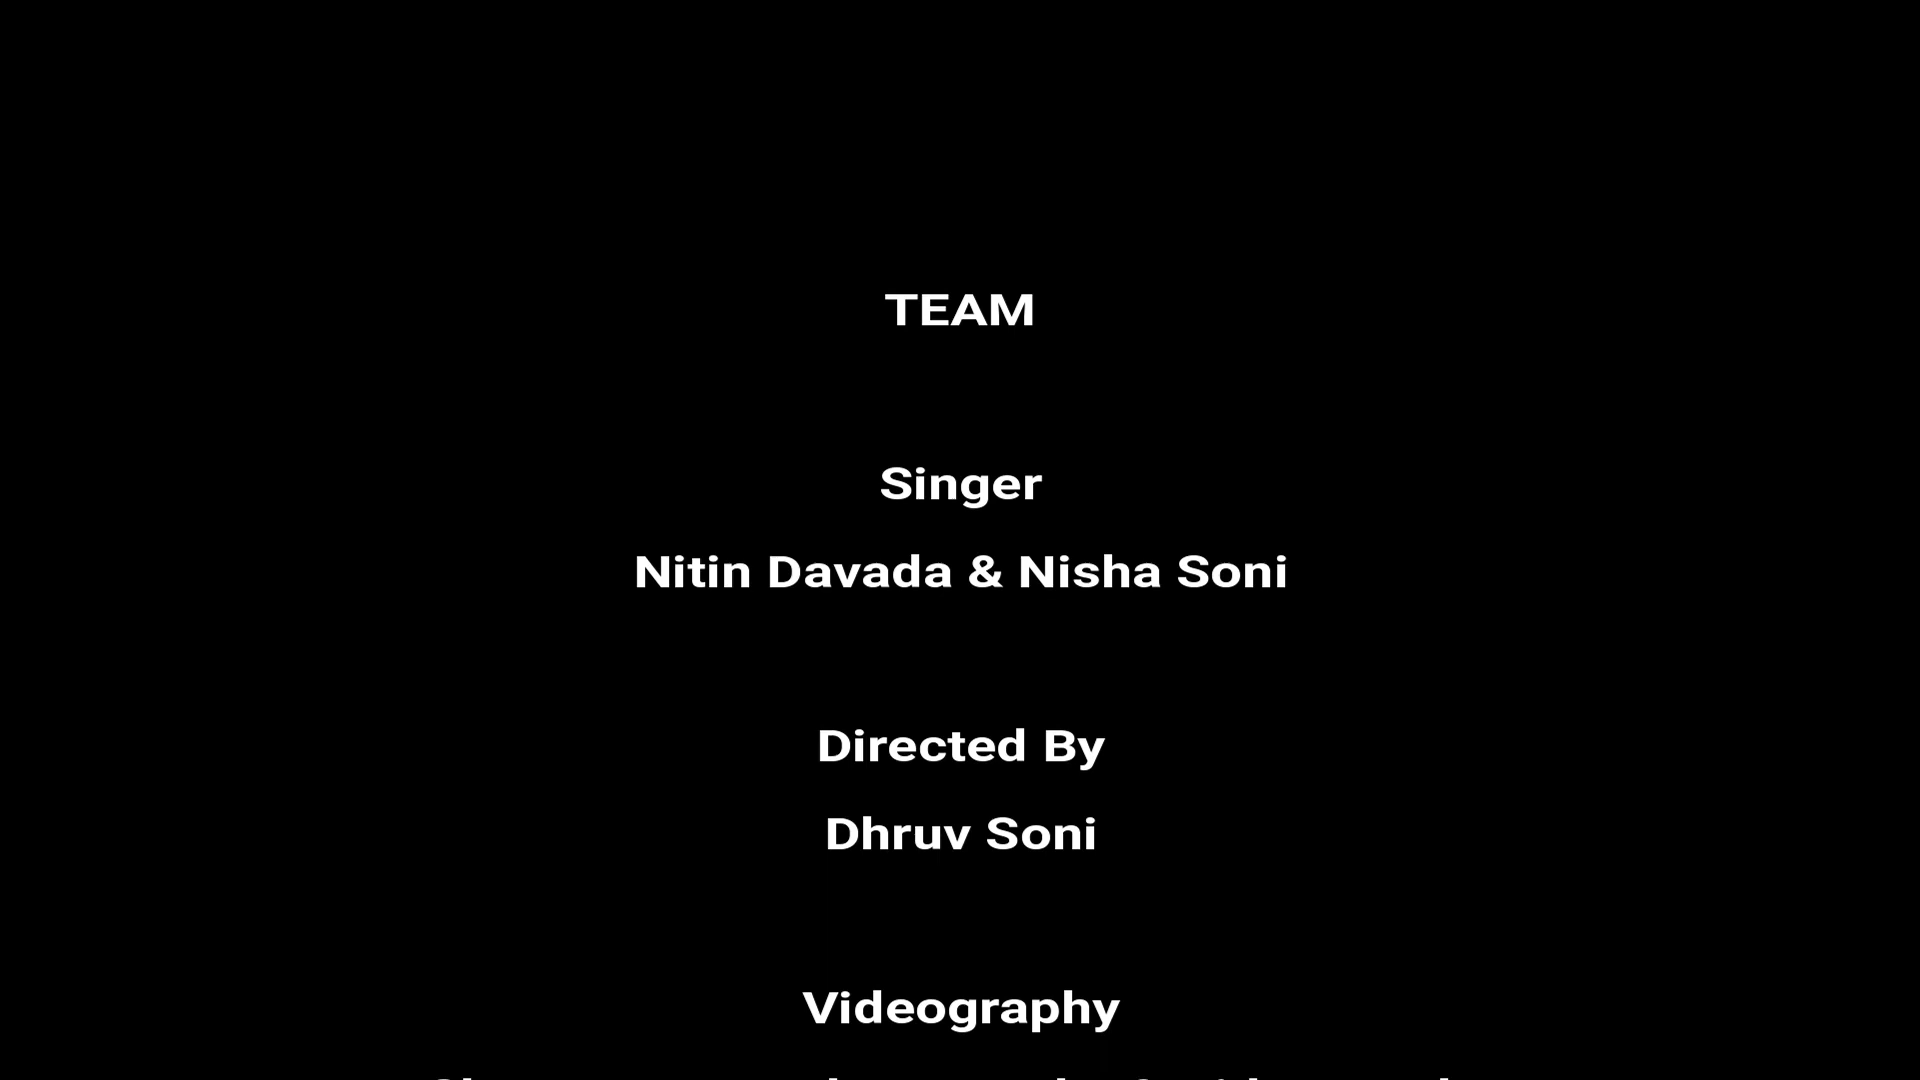 TEAM
Singer
Nitin Davada & Nisha Soni
Directed By
Dhruv Soni
Videography